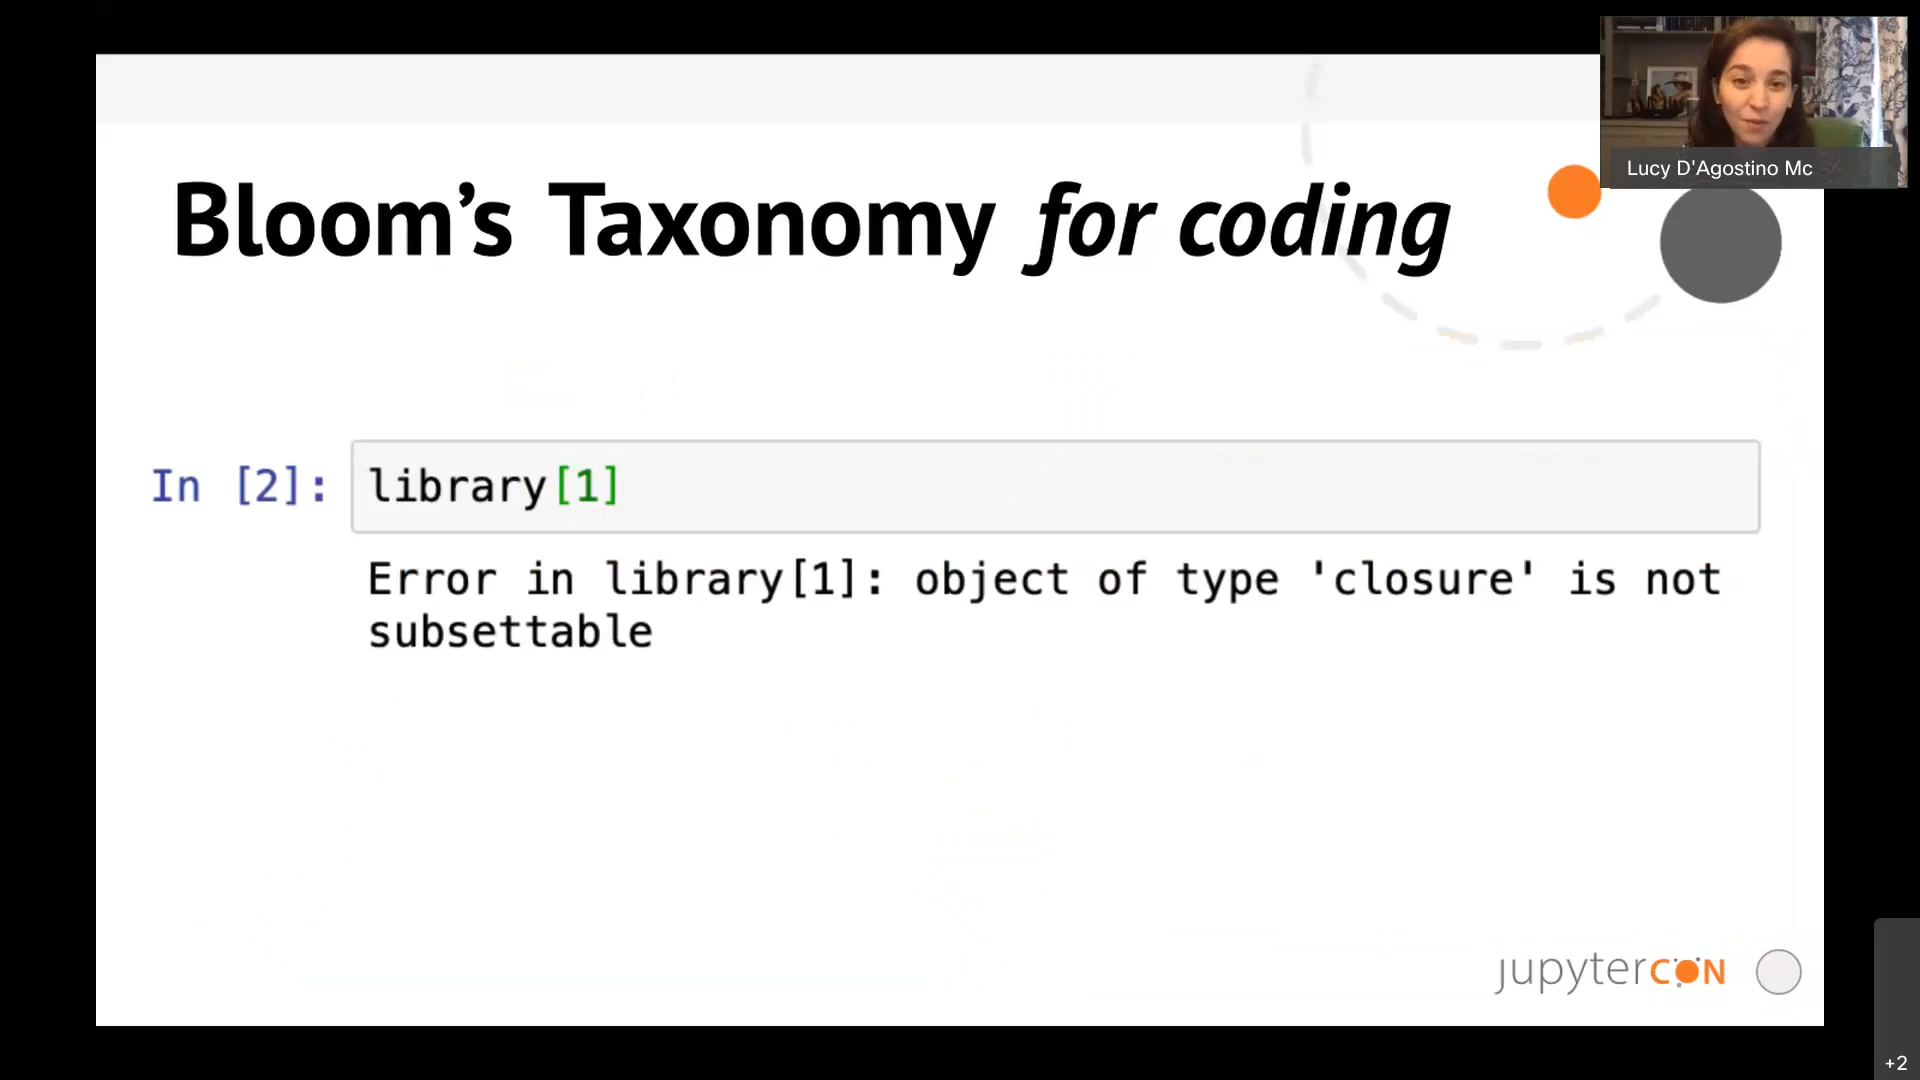 Lucy D'Agostino Mc
Bloom’s Taxonomy for coding
In [2]: library[1]
Error in library[1]: object of type 'closure' is not
subsettable
jupytercon
+2